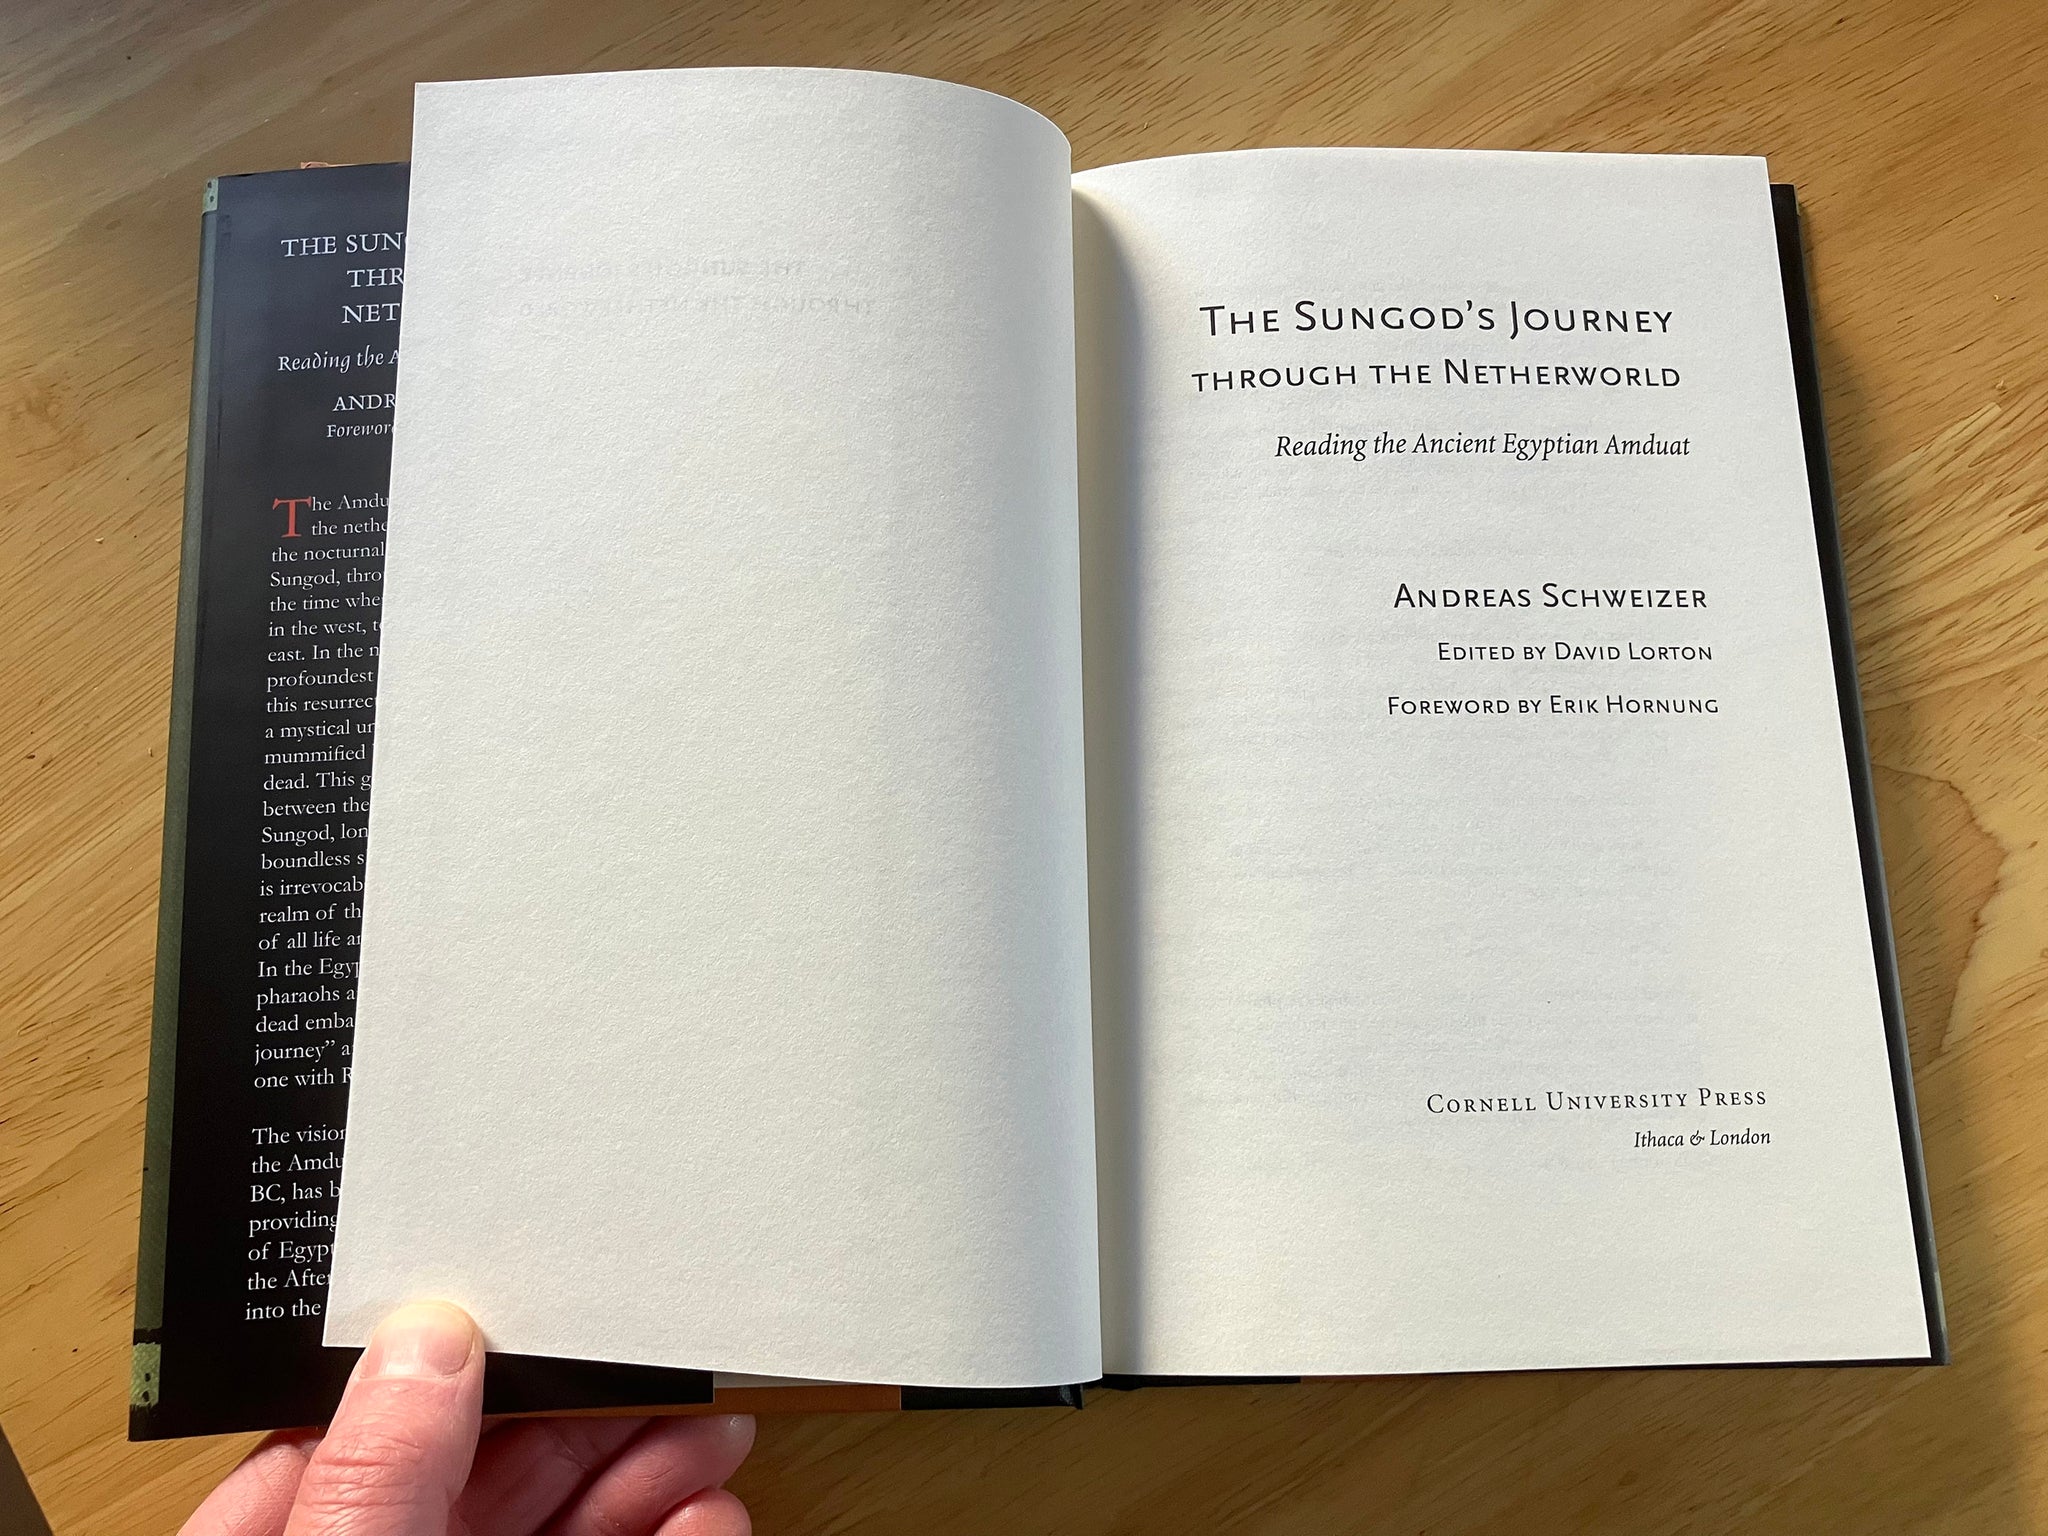 THE SUN
THR
NET
Reading the A
ANDR
Foreword
The Amdu
the nethe
the nocturnal
Sungod, thro
the time whe
in the west, t
east. In the n
profoundest
this resurrec
a mystical un
mummified
dead. This g
between the
Sungod, lon
boundless s
is irrevocab
realm of th
of all life an
In the Egyp
pharaohs a
dead emba
journey" a
one with R
The vision
the Amdu
BC, has b
providing
of Egypt
the After
into the
THE SUNGOD'S JOURNEY
THROUGH THE NETHERWORLD
Reading the Ancient Egyptian Amduat
ANDREAS SCHWEIZER
EDITED BY DAVID LORTON
FOREWORD BY ERIK HORNUNG
CORNELL UNIVERSITY PRESS
Ithaca & London